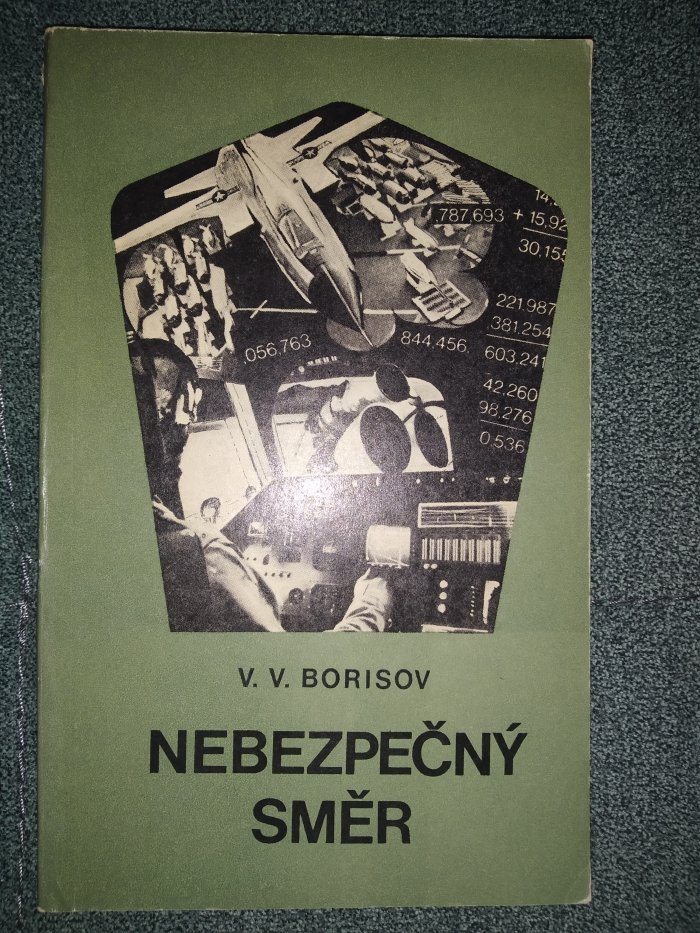 14.
787,693 + 15,92
30,155
221,987
381,254
,056,763 844,456, 603,241
42,260
98,276
0,536
V. V. BORISOV
NEBEZPEČNÝ
SMĚR